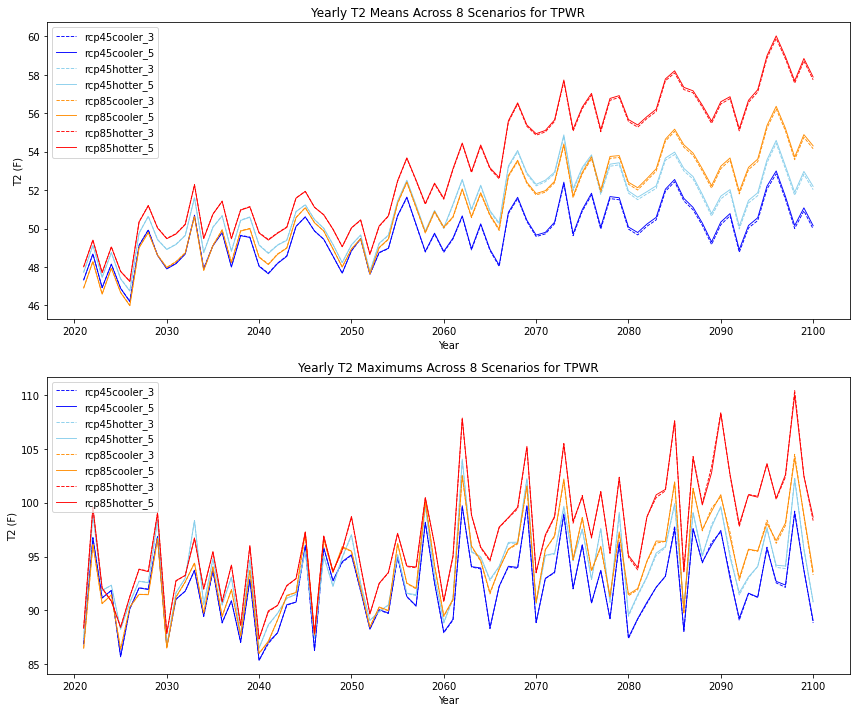 Yearly T2 Means Across 8 Scenarios for TPWR
60
58
56
54
52
50
48
46
T2 (F)
rcp45cooler_3
rcp45cooler_5
rcp45hotter_3
rcp45hotter_5
rcp85cooler_3
rcp85cooler_5
rcp85hotter_3
rcp85hotter_5
2020 2030 2040 2050 2060 2070 2080 2090 2100
Year
Yearly T2 Maximums Across 8 Scenarios for TPWR
110
105
100
95
90
85
T2 (F)
rcp45cooler_3
rcp45cooler_5
rcp45hotter_3
rcp45hotter_5
rcp85cooler_3
rcp85cooler_5
rcp85hotter_3
rcp85hotter_5
2020 2030 2040 2050 2060 2070 2080 2090 2100
Year